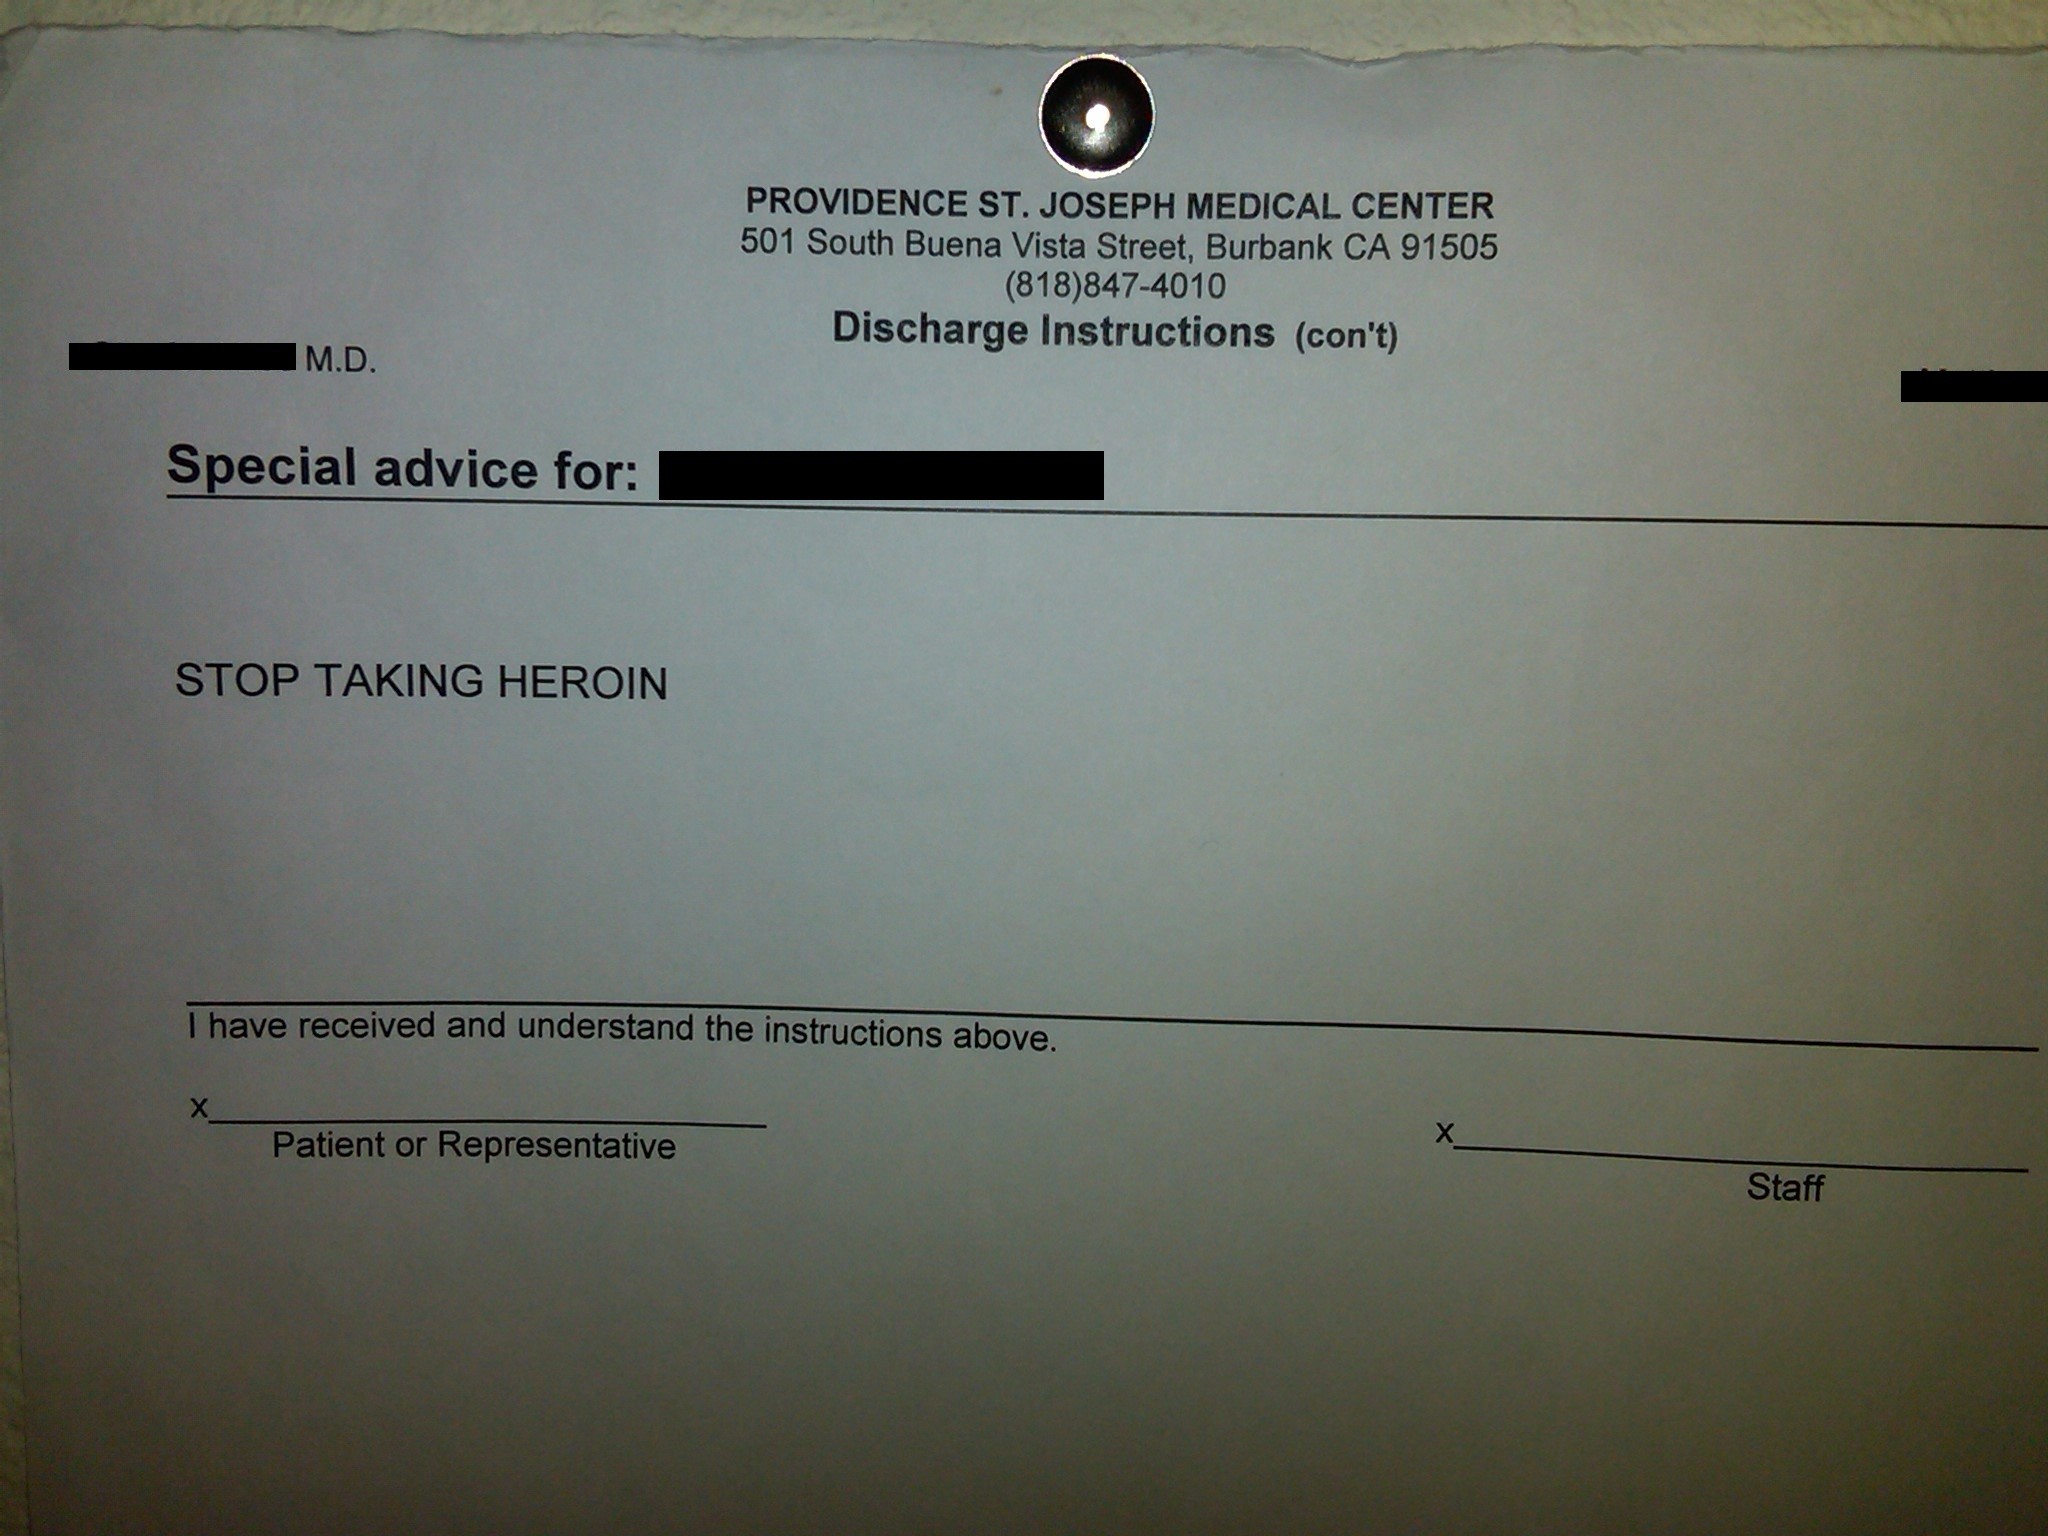 PROVIDENCE ST. JOSEPH MEDICAL CENTER
501 South Buena Vista Street, Burbank CA 91505
(818)847-4010
Discharge Instructions (con't)
M.D.
Special advice for:
STOP TAKING HEROIN
I have received and understand the instructions above.
x
Patient or Representative
x
Staff